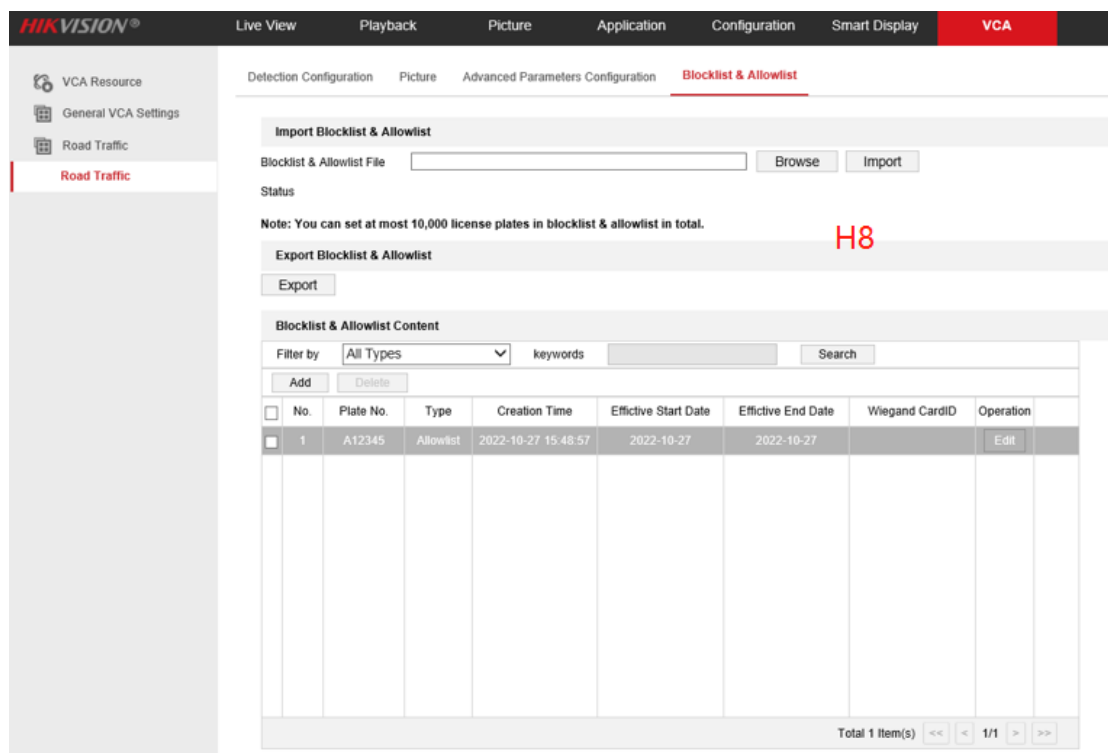 HIKVISION® Live View Playback Picture Application Configuration Smart Display VCA
VCA Resource
General VCA Settings
Road Traffic
Road Traffic
Detection Configuration Picture Advanced Parameters Configuration Blocklist & Allowlist
Import Blocklist & Allowlist
Blocklist & Allowlist File Browse Import
Status
Note: You can set at most 10,000 license plates in blocklist & allowlist in total.
H8
Export Blocklist & Allowlist
Export
Blocklist & Allowlist Content
Filter by All Types keywords Search
Add Delete
No. Plate No. Type Creation Time Effictive Start Date Effictive End Date Wiegand CardID Operation
1 A12345 Allowlist 2022-10-27 15:48:57 2022-10-27 2022-10-27 Edit
Total 1 Item(s) << < 1/1 > >>